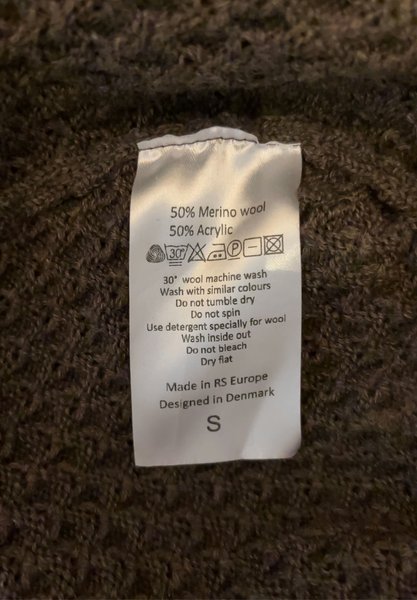 50% Merino wool
50% Acrylic
30° P
30° wool machine wash
Wash with similar colours
Do not tumble dry
Do not spin
Use detergent specially for wool
Wash inside out
Do not bleach
Dry flat
Made in RS Europe
Designed in Denmark
S